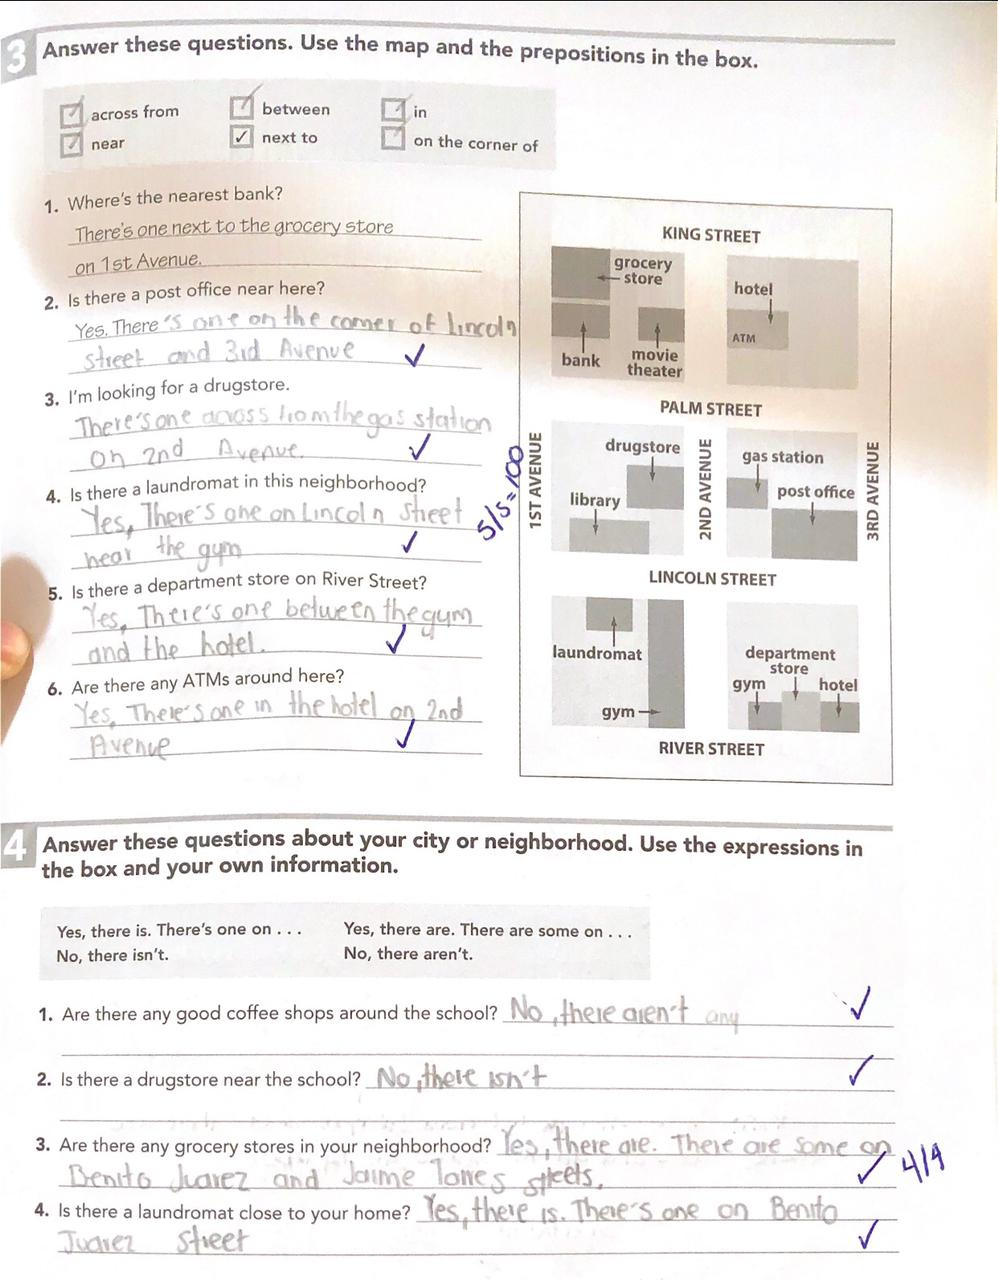 3 Answer these questions. Use the map and the prepositions in the box.
across from between in
near next to on the corner of
1. Where's the nearest bank?
There's one next to the grocery store
on 1st Avenue.
2. Is there a post office near here?
Yes. There's one on the corner of Lincoln
street and 3rd Avenue
3. I'm looking for a drugstore.
There's one across from the gas station
on 2nd Avenue.
4. Is there a laundromat in this neighborhood?
Yes, There's one on Lincoln street
near the gym
5. Is there a department store on River Street?
Yes, There's one between the gym
and the hotel.
6. Are there any ATMs around here?
Yes, There's one in the hotel on 2nd
Avenue
5/5=100
KING STREET
grocery
store
hotel
ATM
bank
movie
theater
PALM STREET
1ST AVENUE
drugstore
library
2ND AVENUE
gas station
post office
3RD AVENUE
LINCOLN STREET
laundromat
gym
department
store
gym hotel
RIVER STREET
4 Answer these questions about your city or neighborhood. Use the expressions in
the box and your own information.
Yes, there is. There's one on . . . Yes, there are. There are some on . . .
No, there isn't. No, there aren't.
1. Are there any good coffee shops around the school? No, there aren't any
2. Is there a drugstore near the school? No, there isn't
3. Are there any grocery stores in your neighborhood? Yes, there are. There are some on
Benito Juarez and Jaime Torres streets.
4/4
4. Is there a laundromat close to your home? Yes, there is. There's one on Benito
Juarez street